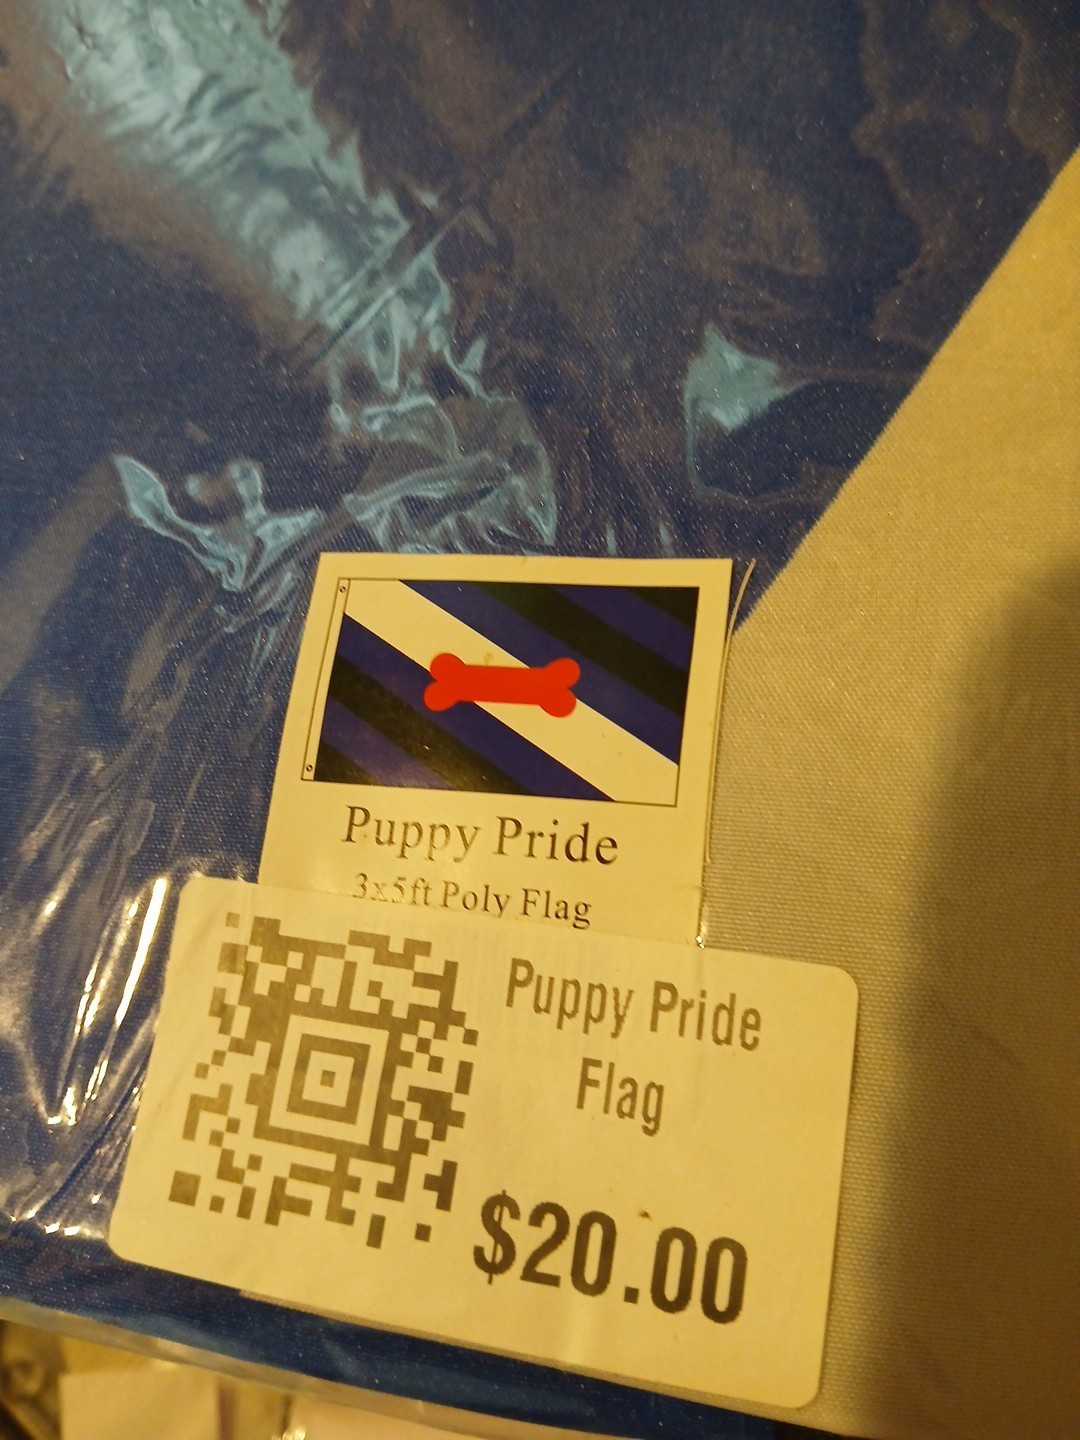 Puppy Pride
3x5ft Poly Flag
Puppy Pride
Flag
$20.00